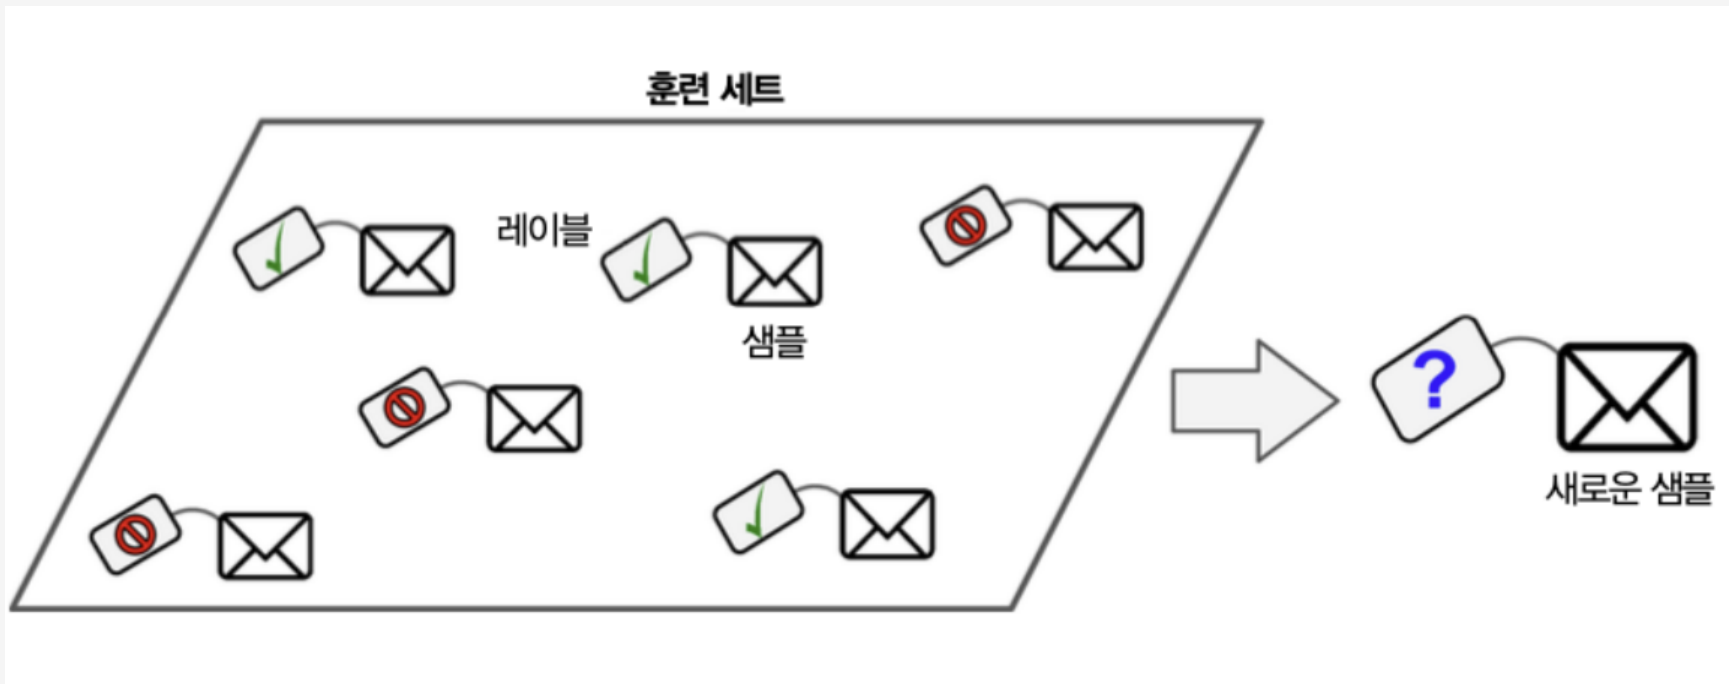 훈련 세트
레이블
샘플
?
새로운 샘플